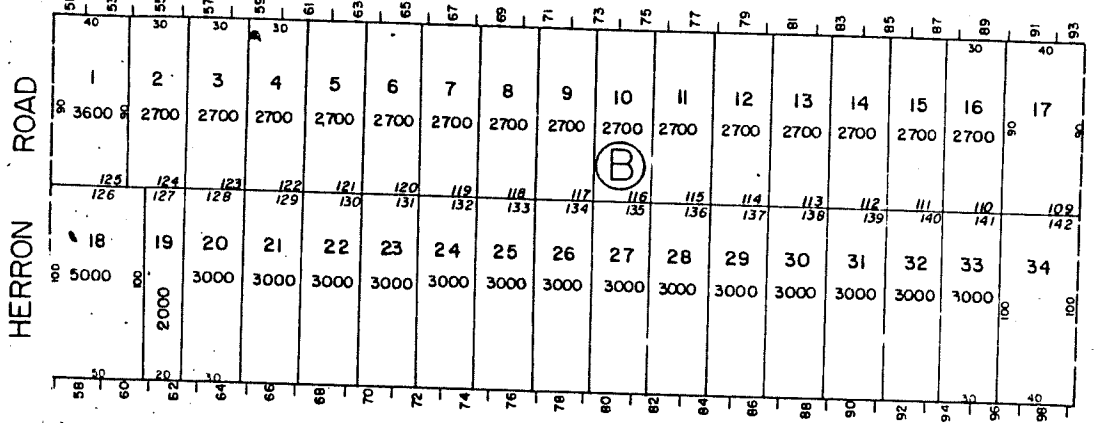 51 53 55 57 59 61 63 65 67 69 71 73 75 77 79 81 83 85 87 89 91 93
40 30 30 30 30 40
1 2 3 4 5 6 7 8 9 10 11 12 13 14 15 16 17
90 3600 90 2700 2700 2700 2,700 2700 2700 2700 2700 2700 2700 2700 2700 2700 2700 2700 90 90
B
125 124 123 122 121 120 119 118 117 116 115 114 113 112 111 110 109
126 127 128 129 130 131 132 133 134 135 136 137 138 139 140 141 142
18 19 20 21 22 23 24 25 26 27 28 29 30 31 32 33 34
100 5000 100 2000 3000 3000 3000 3000 3000 3000 3000 3000 3000 3000 3000 3000 3000 3000 100 100
50 20 30 30 40
58 60 62 64 66 68 70 72 74 76 78 80 82 84 86 88 90 92 94 96 98
HERRON ROAD